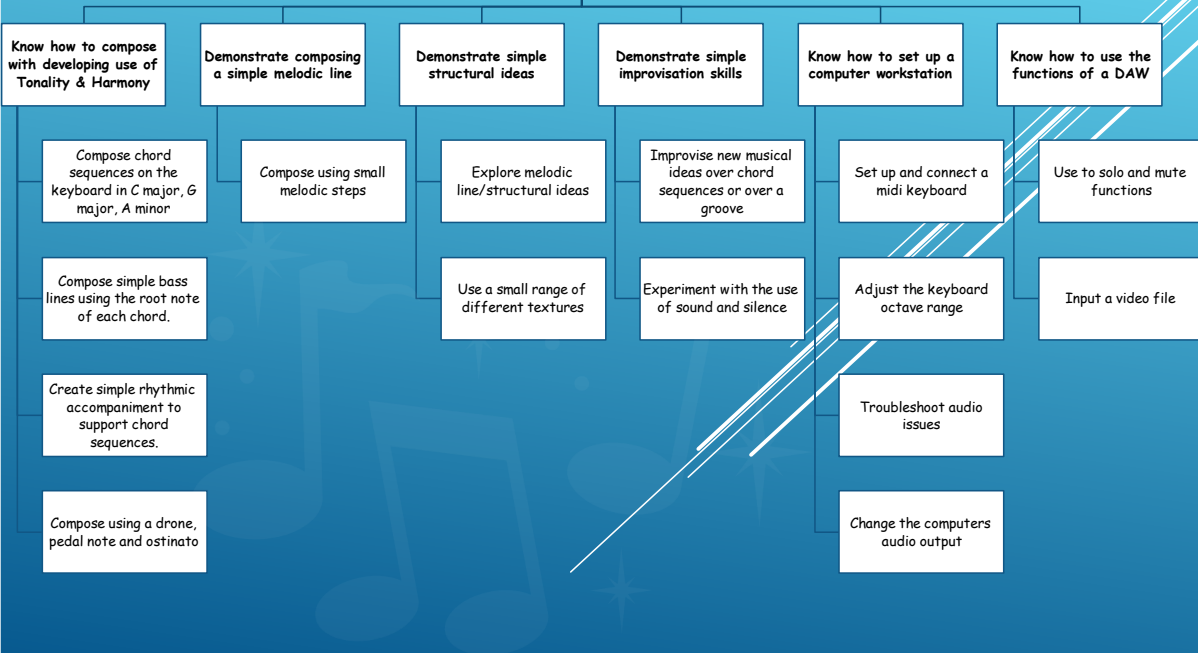 Know how to compose
with developing use of
Tonality & Harmony
Compose chord
sequences on the
keyboard in C major, G
major, A minor
Compose simple bass
lines using the root note
of each chord.
Create simple rhythmic
accompaniment to
support chord
sequences.
Compose using a drone,
pedal note and ostinato
Demonstrate composing
a simple melodic line
Compose using small
melodic steps
Demonstrate simple
structural ideas
Explore melodic
line/structural ideas
Use a small range of
different textures
Demonstrate simple
improvisation skills
Improvise new musical
ideas over chord
sequences or over a
groove
Experiment with the use
of sound and silence
Know how to set up a
computer workstation
Set up and connect a
midi keyboard
Adjust the keyboard
octave range
Troubleshoot audio
issues
Change the computers
audio output
Know how to use the
functions of a DAW
Use to solo and mute
functions
Input a video file